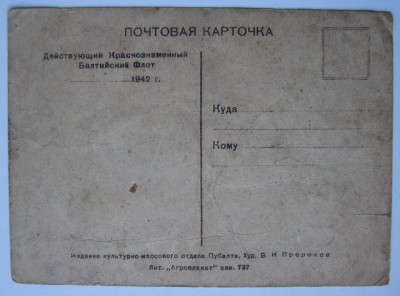 ПОЧТОВАЯ КАРТОЧКА
Действующий Краснознаменный
Балтийский Флот
1942 г.
Куда
Кому
Издание культурно-массового отдела Пубалта, Худ. В. И Пророков
Лит. „Агроплакат" зак. 737